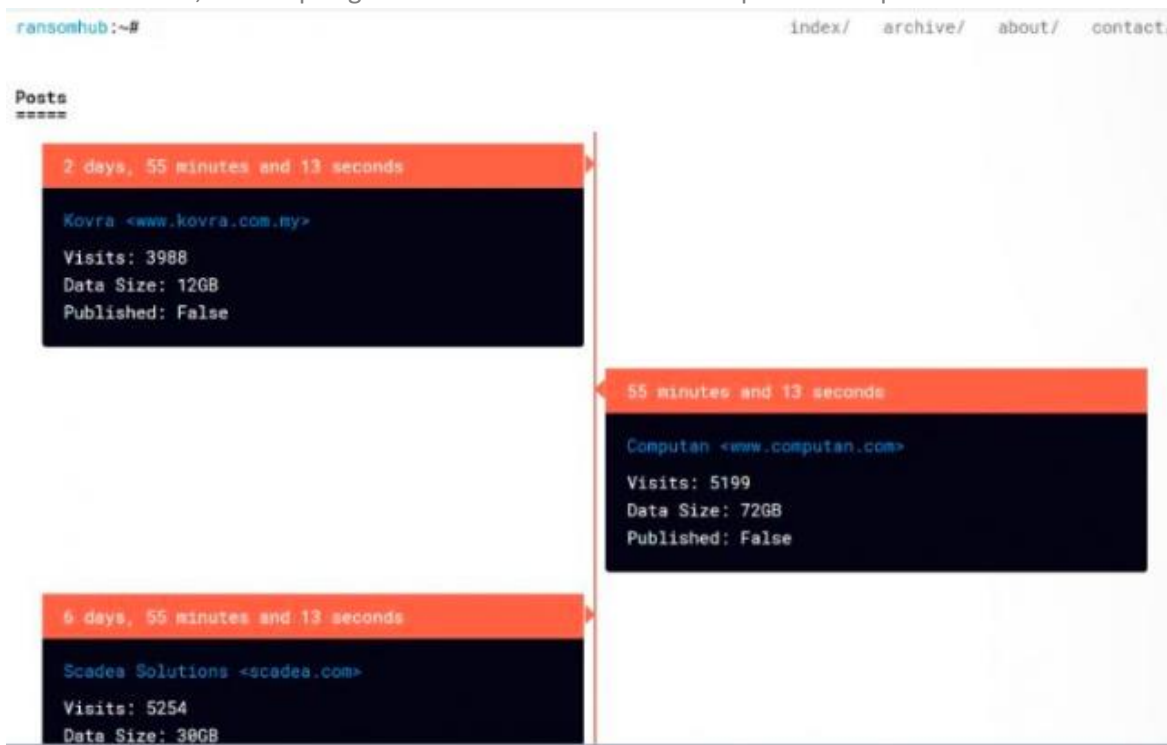 ransomhub:~#
index/ archive/ about/ contact
Posts
=====
2 days, 55 minutes and 13 seconds
Kovra <www.kovra.com.my>
Visits: 3988
Data Size: 12GB
Published: False
55 minutes and 13 seconds
Computan <www.computan.com>
Visits: 5199
Data Size: 72GB
Published: False
6 days, 55 minutes and 13 seconds
Scadea Solutions <scadea.com>
Visits: 5254
Data Size: 30GB